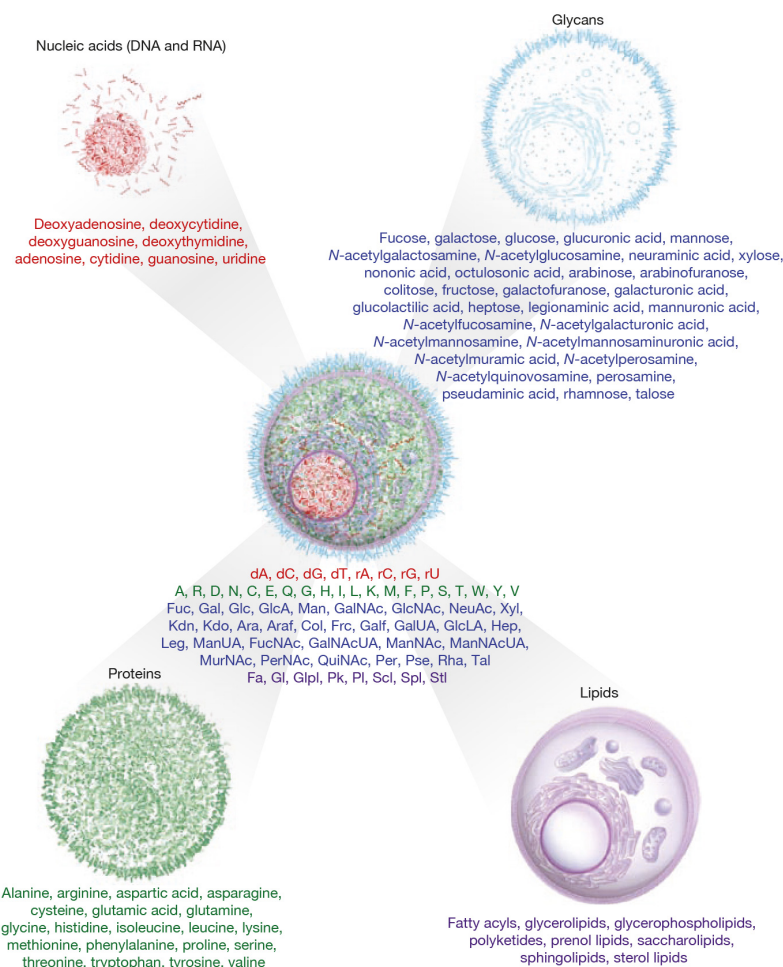 Nucleic acids (DNA and RNA)
Deoxyadenosine, deoxycytidine,
deoxyguanosine, deoxythymidine,
adenosine, cytidine, guanosine, uridine
Glycans
Fucose, galactose, glucose, glucuronic acid, mannose,
N-acetylgalactosamine, N-acetylglucosamine, neuraminic acid, xylose,
nononic acid, octulosonic acid, arabinose, arabinofuranose,
colitose, fructose, galactofuranose, galacturonic acid,
glucolactilic acid, heptose, legionaminic acid, mannuronic acid,
N-acetylfucosamine, N-acetylgalacturonic acid,
N-acetylmannosamine, N-acetylmannosaminuronic acid,
N-acetylmuramic acid, N-acetylperosamine,
N-acetylquinovosamine, perosamine,
pseudaminic acid, rhamnose, talose
dA, dC, dG, dT, rA, rC, rG, rU
A, R, D, N, C, E, Q, G, H, I, L, K, M, F, P, S, T, W, Y, V
Fuc, Gal, Glc, GlcA, Man, GalNAc, GlcNAc, NeuAc, Xyl,
Kdn, Kdo, Ara, Araf, Col, Frc, Galf, GalUA, GlcLA, Hep,
Leg, ManUA, FucNAc, GalNAcUA, ManNAc, ManNAcUA,
MurNAc, PerNAc, QuiNAc, Per, Pse, Rha, Tal
Fa, Gl, Glpl, Pk, Pl, Scl, Spl, Stl
Proteins
Alanine, arginine, aspartic acid, asparagine,
cysteine, glutamic acid, glutamine,
glycine, histidine, isoleucine, leucine, lysine,
methionine, phenylalanine, proline, serine,
threonine, tryptophan, tyrosine, valine
Lipids
Fatty acyls, glycerolipids, glycerophospholipids,
polyketides, prenol lipids, saccharolipids,
sphingolipids, sterol lipids